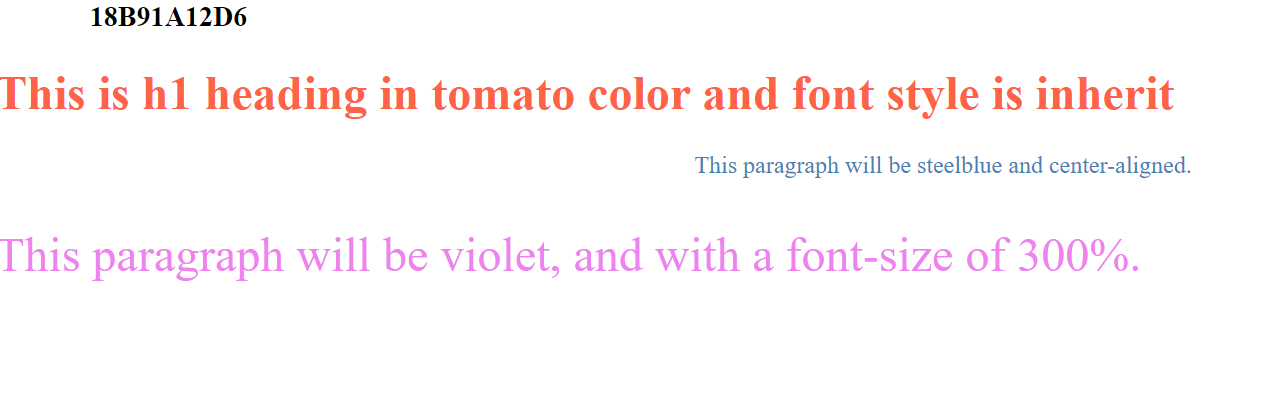 18B91A12D6
This is h1 heading in tomato color and font style is inherit
This paragraph will be steelblue and center-aligned.
This paragraph will be violet, and with a font-size of 300%.